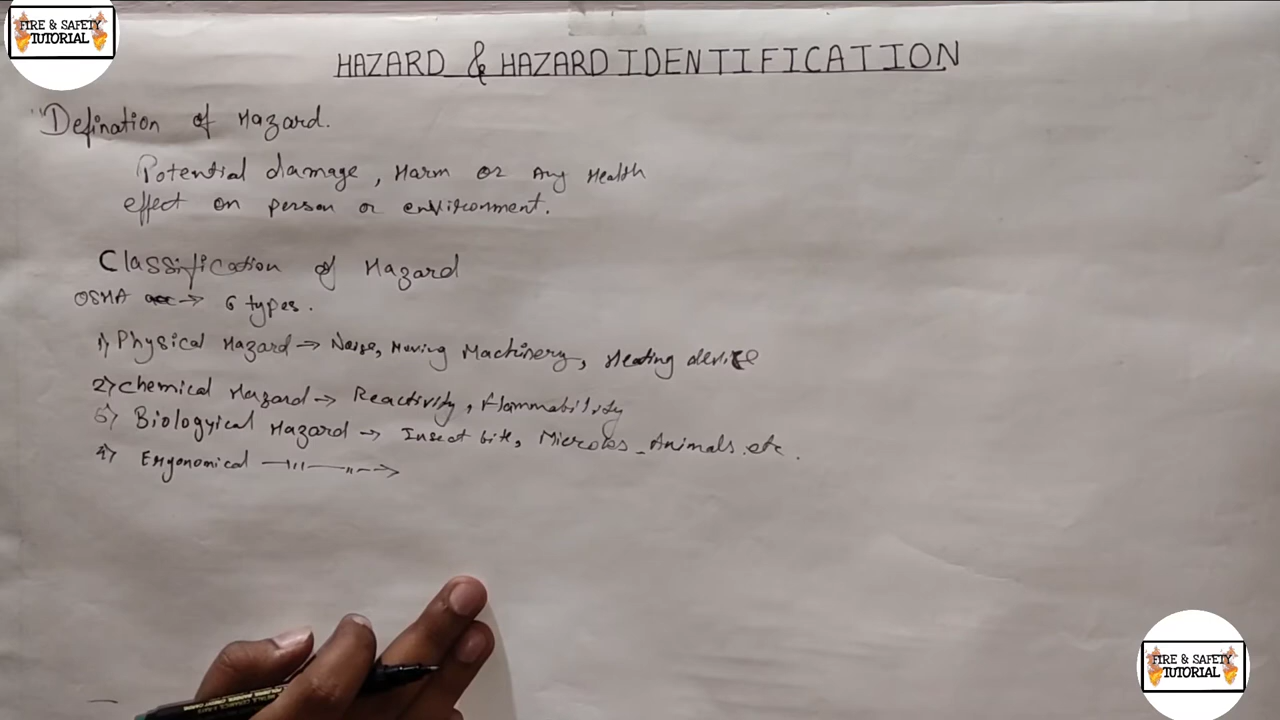 FIRE & SAFETY
TUTORIAL
HAZARD & HAZARD IDENTIFICATION
"Defination of Hazard.
Potential damage, Harm or Any Health
effect on person or environment.
Classification of Hazard
OSHA → 6 types.
1) Physical Hazard → Noise, Moving Machinery, Heating device
2) Chemical Hazard → Reactivity, Flammability
3) Biologyical Hazard → Insect bite, Microbs, Animals etc.
4) Ergonomical —"—"—→
FIRE & SAFETY
TUTORIAL